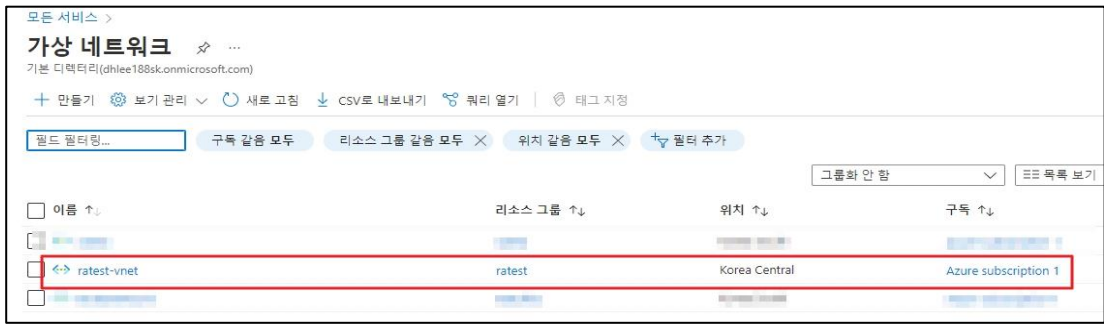 모든 서비스 >
가상 네트워크 ...
기본 디렉터리(dhlee188sk.onmicrosoft.com)
만들기 보기 관리 새로 고침 CSV로 내보내기 쿼리 열기 태그 지정
필드 필터링... 구독 같음 모두 리소스 그룹 같음 모두 위치 같음 모두 필터 추가
그룹화 안 함 목록 보기
이름 ↑↓ 리소스 그룹 ↑↓ 위치 ↑↓ 구독 ↑↓
ratest-vnet ratest Korea Central Azure subscription 1